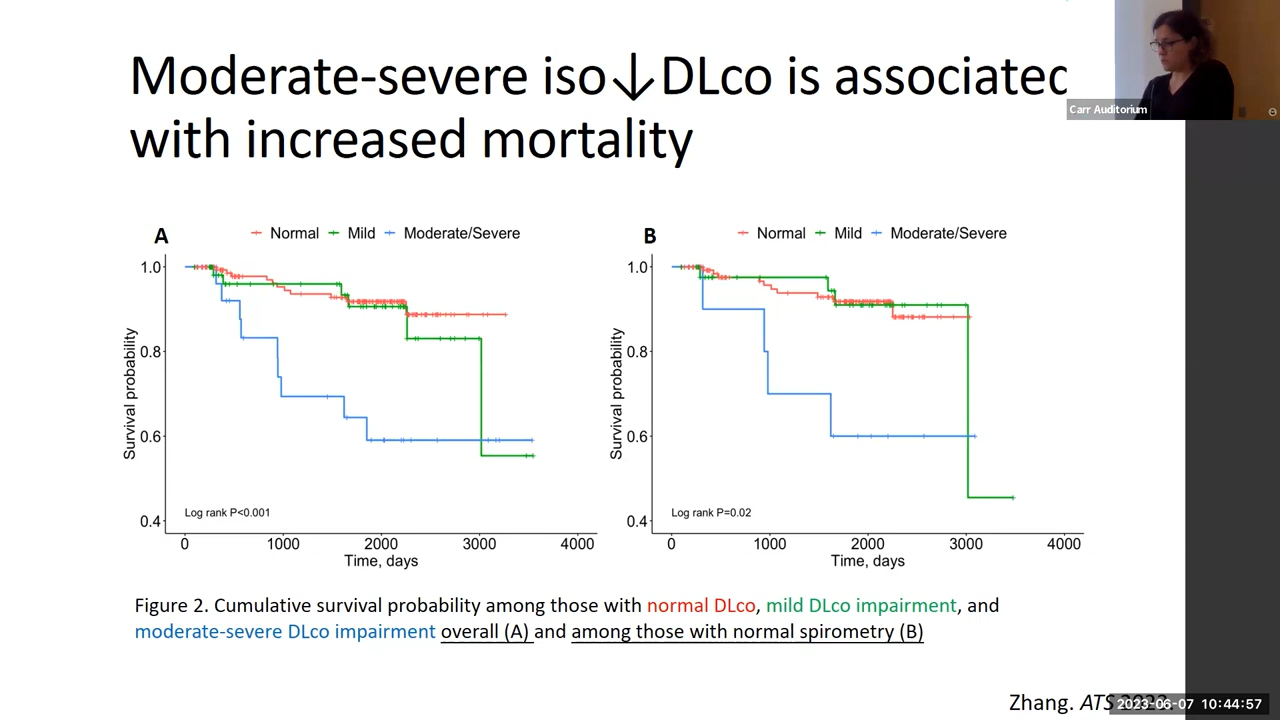 Moderate-severe iso↓DLco is associated
with increased mortality
Carr Auditorium
A
Normal Mild Moderate/Severe
1.0
0.8
0.6
0.4
Survival probability
Log rank P<0.001
0 1000 2000 3000 4000
Time, days
B
Normal Mild Moderate/Severe
1.0
0.8
0.6
0.4
Survival probability
Log rank P=0.02
0 1000 2000 3000 4000
Time, days
Figure 2. Cumulative survival probability among those with normal DLco, mild DLco impairment, and
moderate-severe DLco impairment overall (A) and among those with normal spirometry (B)
Zhang. ATS
2023-06-07 10:44:57